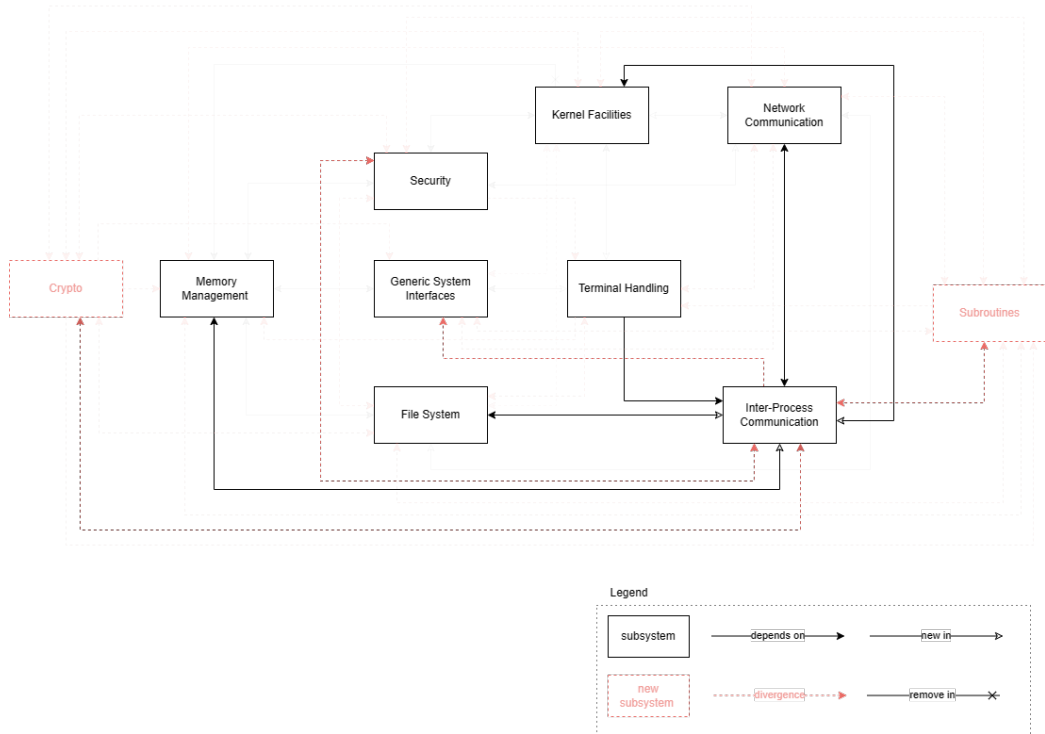 Kernel Facilities
Network
Communication
Security
Crypto
Memory
Management
Generic System
Interfaces
Terminal Handling
Subroutines
File System
Inter-Process
Communication
Legend
subsystem
depends on
new in
new
subsystem
divergence
remove in